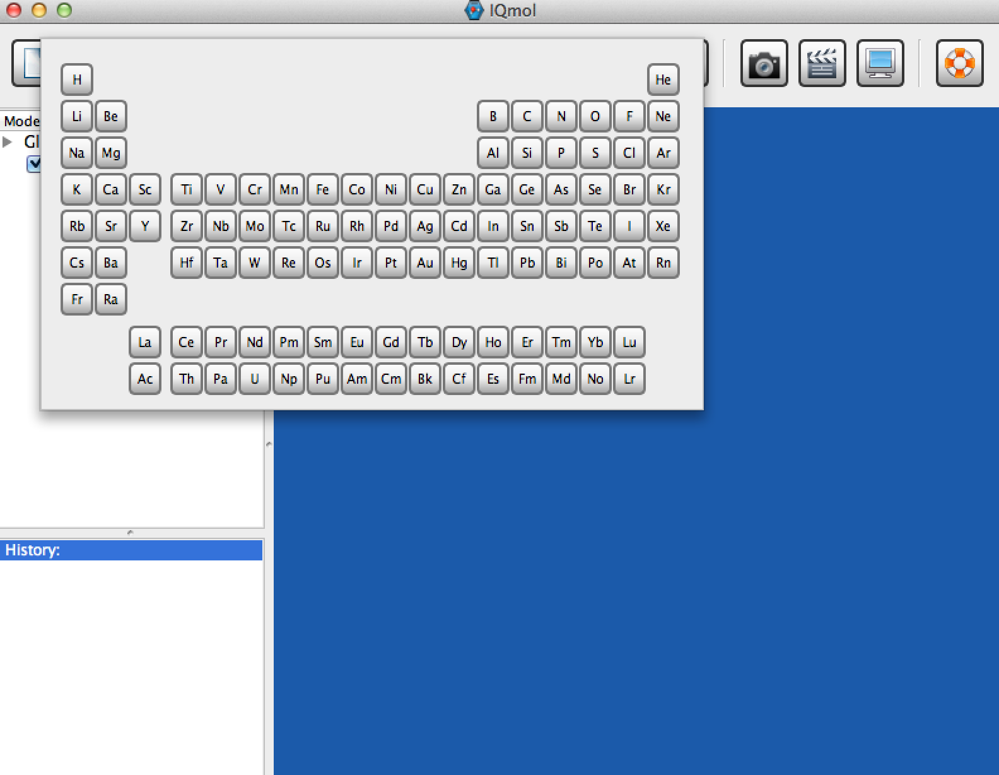 IQmol
H He
Li Be B C N O F Ne
Mode
Na Mg Al Si P S Cl Ar
Gl
K Ca Sc Ti V Cr Mn Fe Co Ni Cu Zn Ga Ge As Se Br Kr
Rb Sr Y Zr Nb Mo Tc Ru Rh Pd Ag Cd In Sn Sb Te I Xe
Cs Ba Hf Ta W Re Os Ir Pt Au Hg Tl Pb Bi Po At Rn
Fr Ra
La Ce Pr Nd Pm Sm Eu Gd Tb Dy Ho Er Tm Yb Lu
Ac Th Pa U Np Pu Am Cm Bk Cf Es Fm Md No Lr
History: